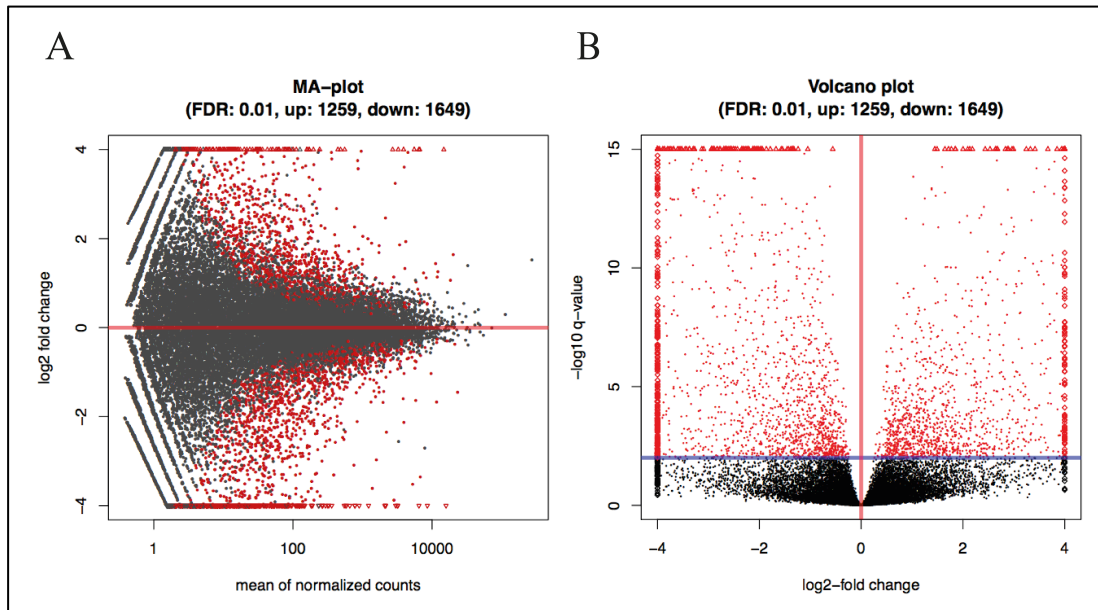 A
MA−plot
(FDR: 0.01, up: 1259, down: 1649)
4
2
0
−2
−4
log2 fold change
1
100
10000
mean of normalized counts
B
Volcano plot
(FDR: 0.01, up: 1259, down: 1649)
15
10
5
0
−log10 q−value
−4
−2
0
2
4
log2−fold change